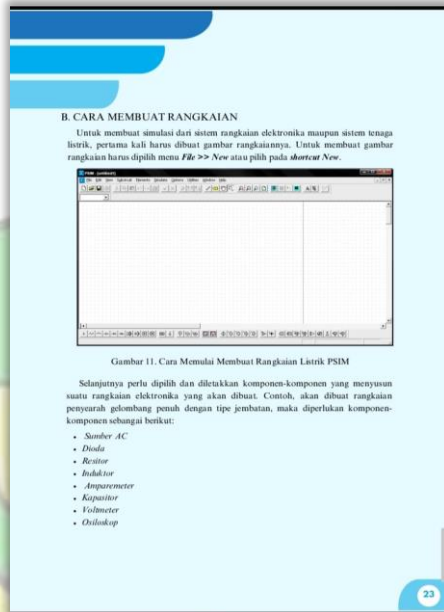 B. CARA MEMBUAT RANGKAIAN
Untuk membuat simulasi dari sistem rangkaian elektronika maupun sistem tenaga
listrik, pertama kali harus dibuat gambar rangkaiannya. Untuk membuat gambar
rangkaian harus dipilih menu File >> New atau pilih pada shortcut New.
Gambar 11. Cara Memulai Membuat Rangkaian Listrik PSIM
Selanjutnya perlu dipilih dan diletakkan komponen-komponen yang menyusun
suatu rangkaian elektronika yang akan dibuat. Contoh, akan dibuat rangkaian
penyearah gelombang penuh dengan tipe jembatan, maka diperlukan komponen-
komponen sebagai berikut:
• Sumber AC
• Dioda
• Resitor
• Induktor
• Amparemeter
• Kapasitor
• Voltmeter
• Osiloskop
23